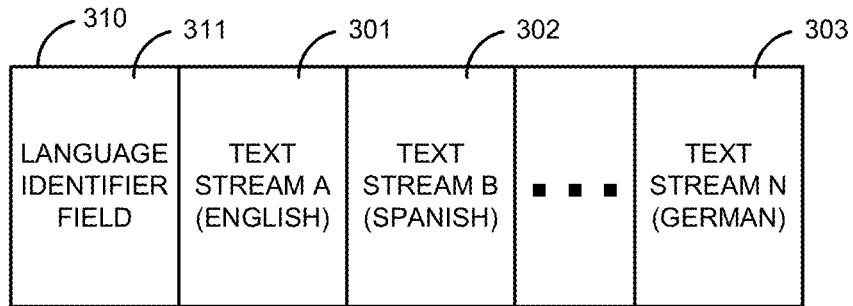 310
311
301
302
303
LANGUAGE
IDENTIFIER
FIELD
TEXT
STREAM A
(ENGLISH)
TEXT
STREAM B
(SPANISH)
TEXT
STREAM N
(GERMAN)